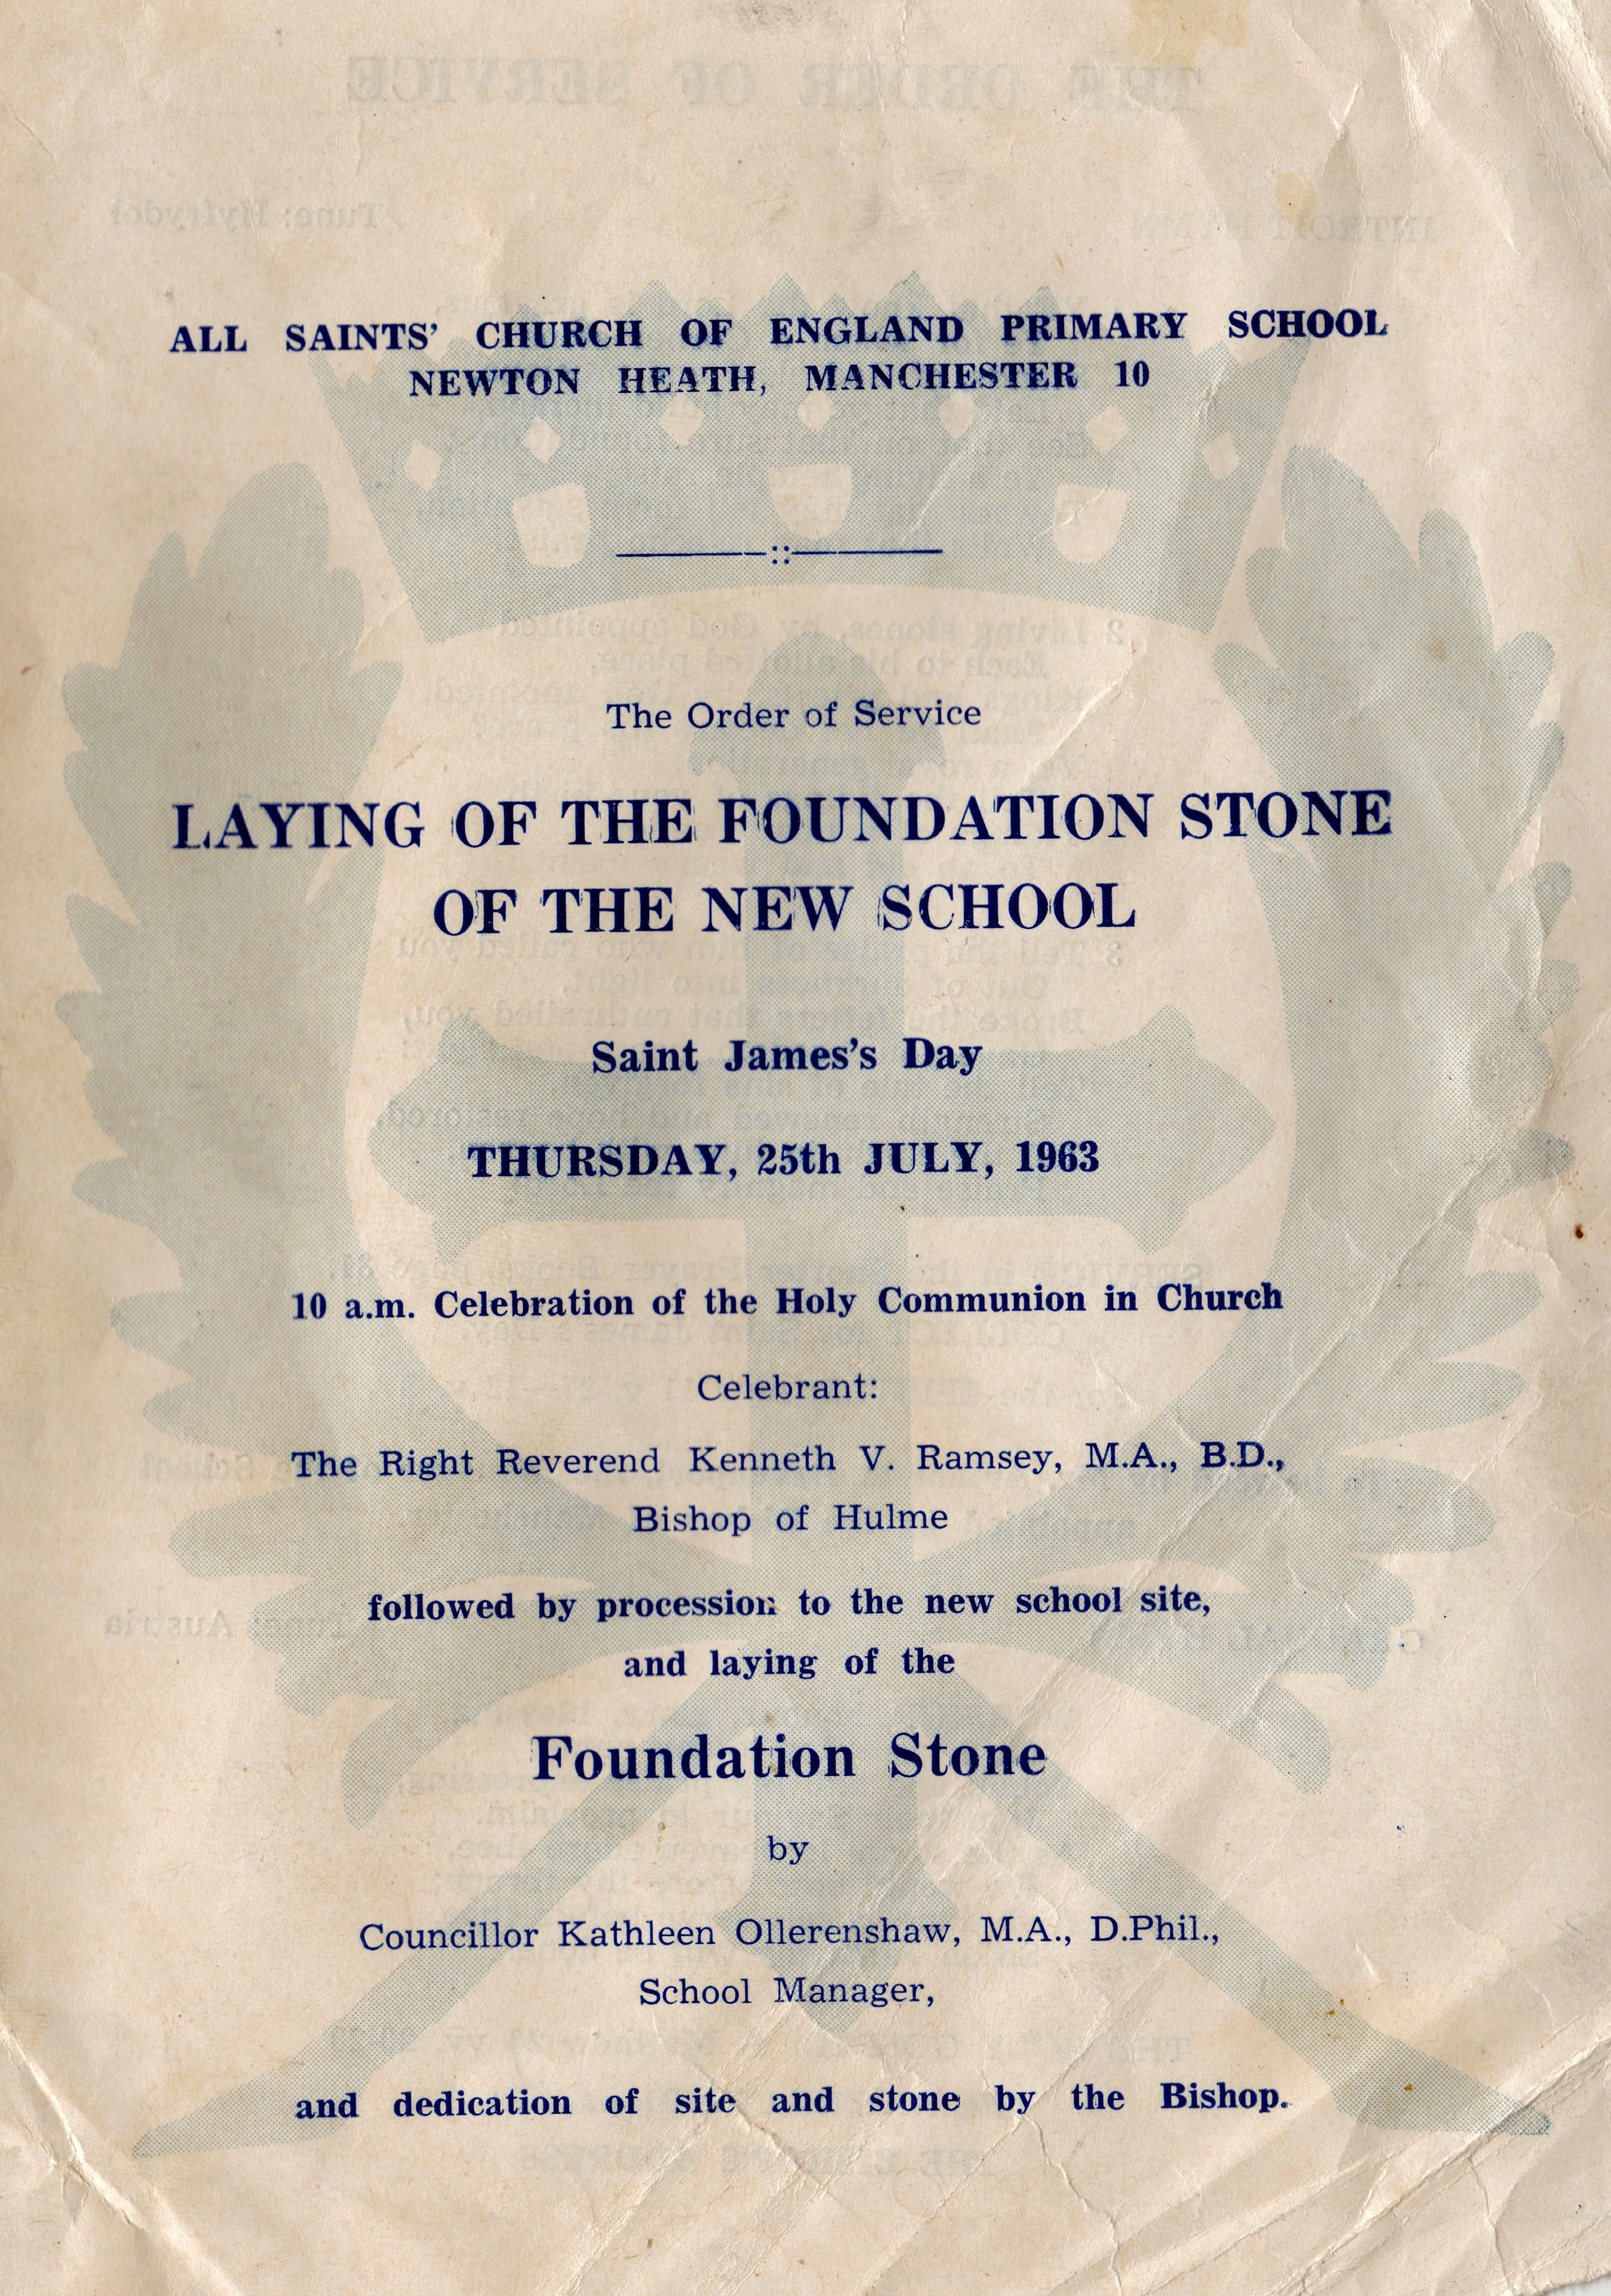 ALL SAINTS' CHURCH OF ENGLAND PRIMARY SCHOOL
NEWTON HEATH, MANCHESTER 10
The Order of Service
LAYING OF THE FOUNDATION STONE
OF THE NEW SCHOOL
Saint James's Day
THURSDAY, 25th JULY, 1963
10 a.m. Celebration of the Holy Communion in Church
Celebrant:
The Right Reverend Kenneth V. Ramsey, M.A., B.D.,
Bishop of Hulme
followed by procession to the new school site,
and laying of the
Foundation Stone
by
Councillor Kathleen Ollerenshaw, M.A., D.Phil.,
School Manager,
and dedication of site and stone by the Bishop.